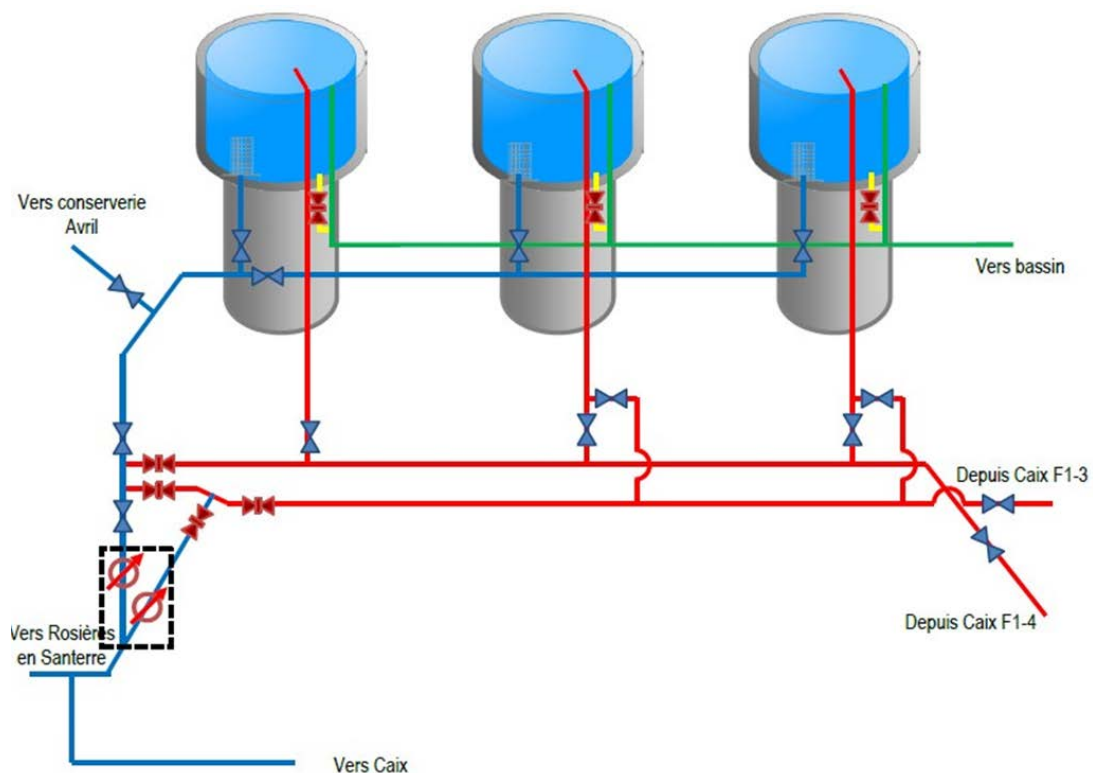 Vers conserverie
Avril
Vers bassin
Depuis Caix F1-3
Depuis Caix F1-4
Vers Rosières
en Santerre
Vers Caix